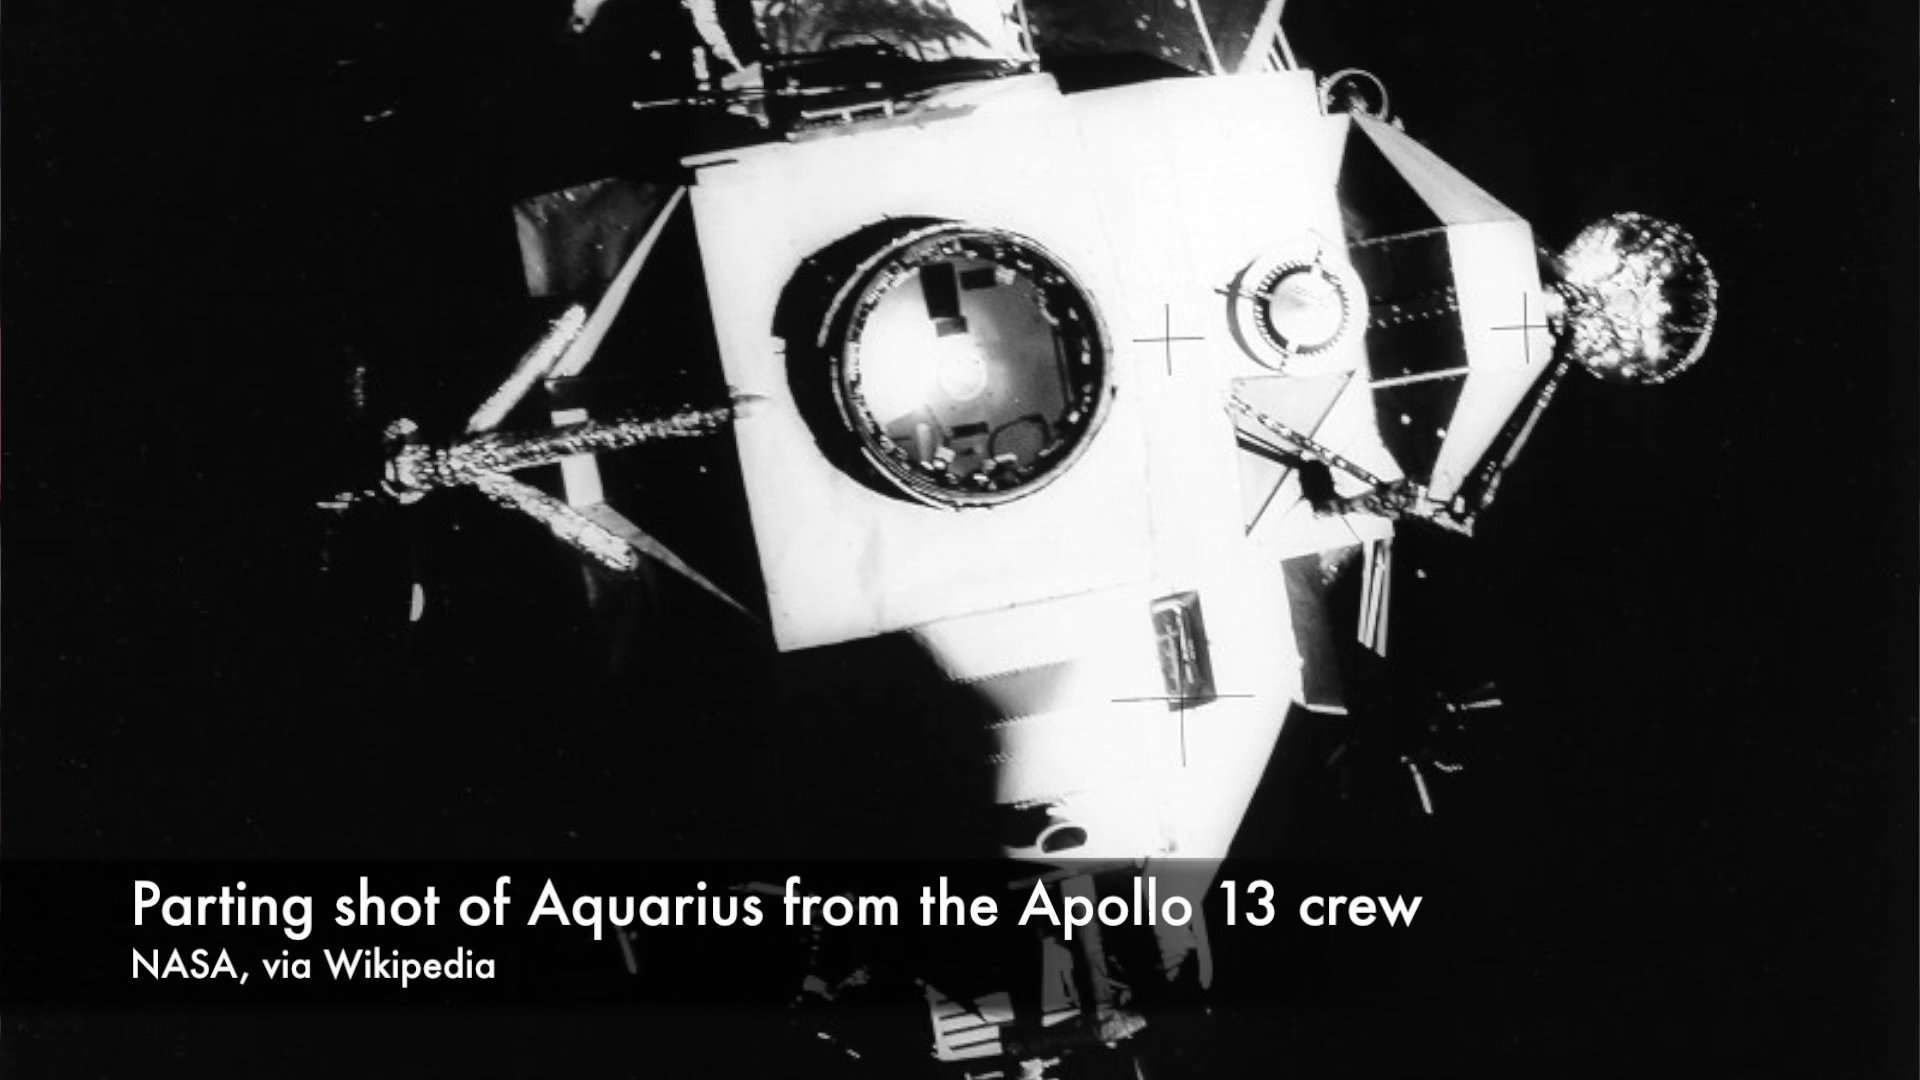 Parting shot of Aquarius from the Apollo 13 crew
NASA, via Wikipedia